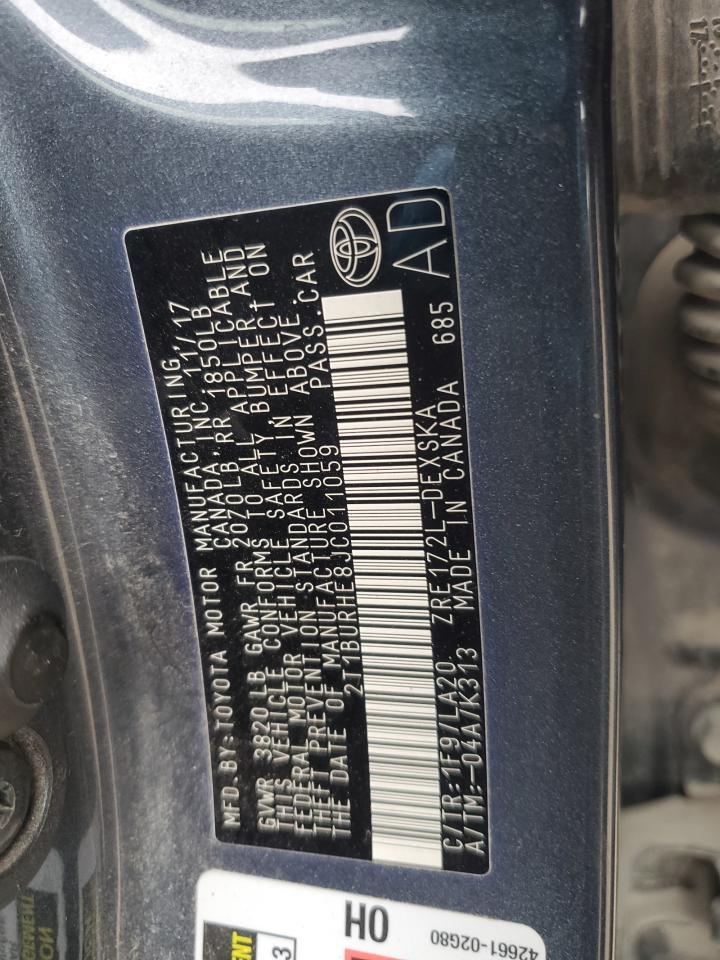 MFD BY: TOYOTA MOTOR MANUFACTURING,
CANADA, INC. 11/17
GVWR 3820 LB GAWR FR 2070LB, RR 1850LB
THIS VEHICLE CONFORMS TO ALL APPLICABLE
FEDERAL MOTOR VEHICLE SAFETY, BUMPER AND
THEFT PREVENTION STANDARDS IN EFFECT ON
THE DATE OF MANUFACTURE SHOWN ABOVE.
2T1BURHE8JC011059 PASS.CAR
AD
C/TR:1F9/LA20 ZRE172L-DEXSKA 685
A/TM:-04A/K313 MADE IN CANADA
0H
42661-02G80